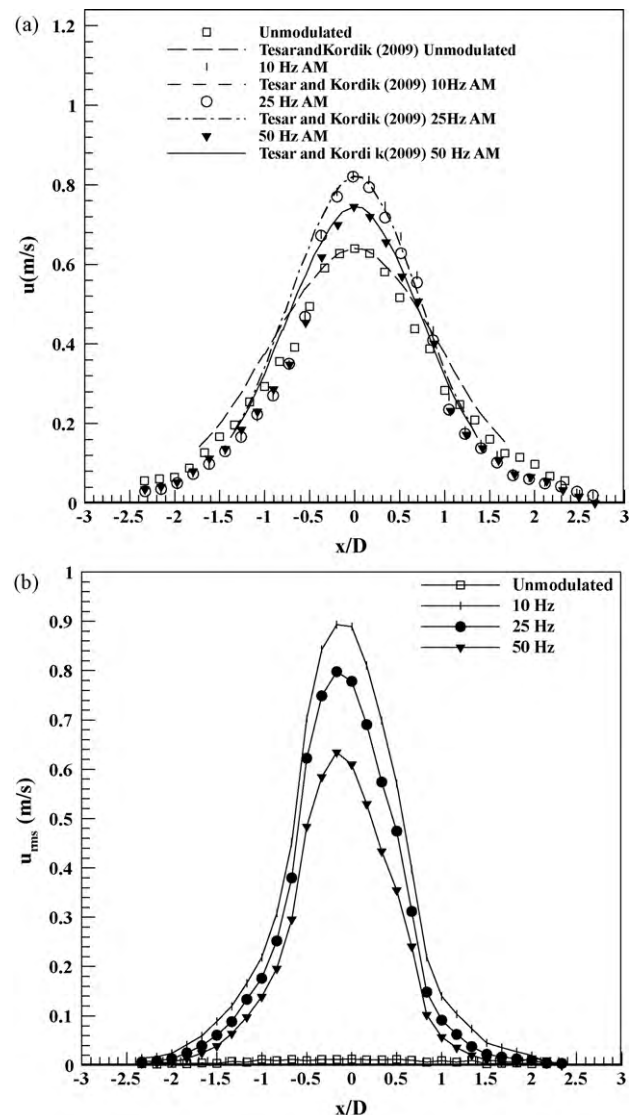 (a)
Unmodulated
TesarandKordik (2009) Unmodulated
10 Hz AM
Tesar and Kordik (2009) 10Hz AM
25 Hz AM
Tesar and Kordik (2009) 25Hz AM
50 Hz AM
Tesar and Kordi k(2009) 50 Hz AM
u(m/s)
1.2
1
0.8
0.6
0.4
0.2
0
-3 -2.5 -2 -1.5 -1 -0.5 0 0.5 1 1.5 2 2.5 3
x/D
(b)
Unmodulated
10 Hz
25 Hz
50 Hz
urms (m/s)
1
0.9
0.8
0.7
0.6
0.5
0.4
0.3
0.2
0.1
0
-3 -2.5 -2 -1.5 -1 -0.5 0 0.5 1 1.5 2 2.5 3
x/D